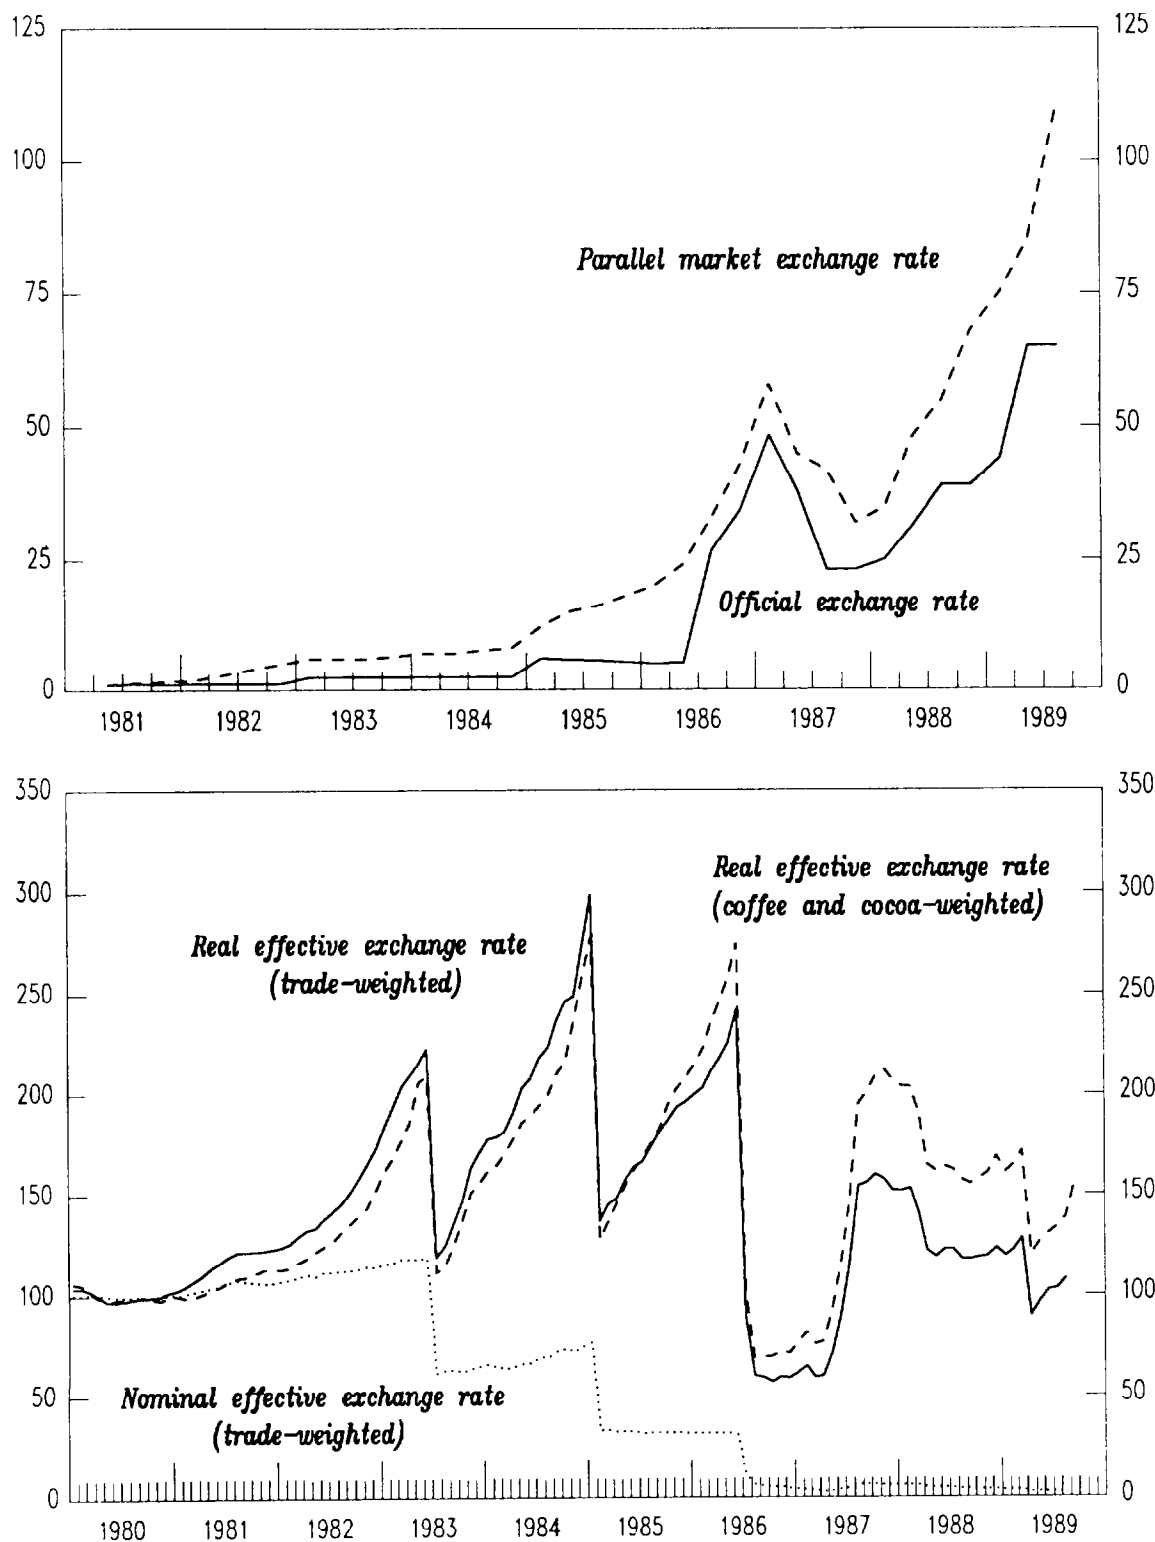 125 125
100 100
Parallel market exchange rate
75 75
50 50
25 25
Official exchange rate
0 0
1981 1982 1983 1984 1985 1986 1987 1988 1989
350 350
Real effective exchange rate
(coffee and cocoa-weighted)
300 300
Real effective exchange rate
(trade-weighted)
250 250
200 200
150 150
100 100
50 50
Nominal effective exchange rate
(trade-weighted)
0 0
1980 1981 1982 1983 1984 1985 1986 1987 1988 1989